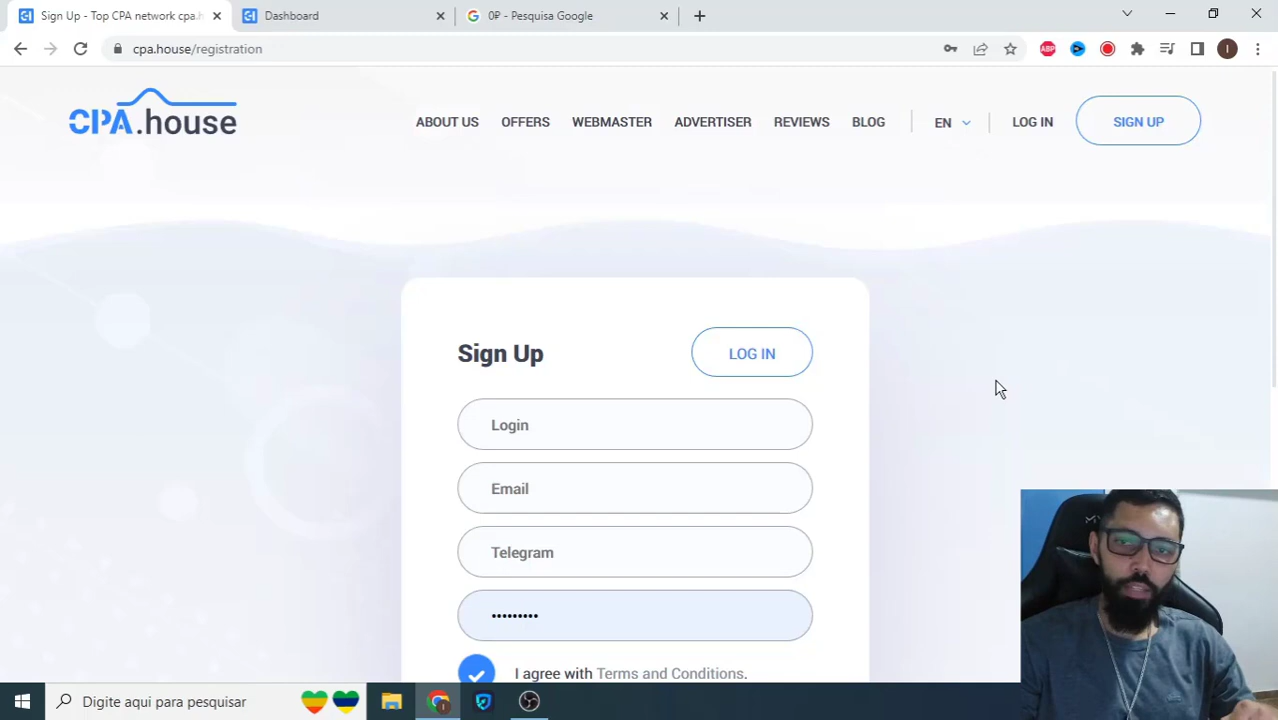 Sign Up - Top CPA network cpa.h
Dashboard
0₽ - Pesquisa Google
cpa.house/registration
ABP
I
CPA.house
ABOUT US
OFFERS
WEBMASTER
ADVERTISER
REVIEWS
BLOG
EN
LOG IN
SIGN UP
Sign Up
LOG IN
Login
Email
Telegram
•••••••••
I agree with Terms and Conditions.
Digite aqui para pesquisar